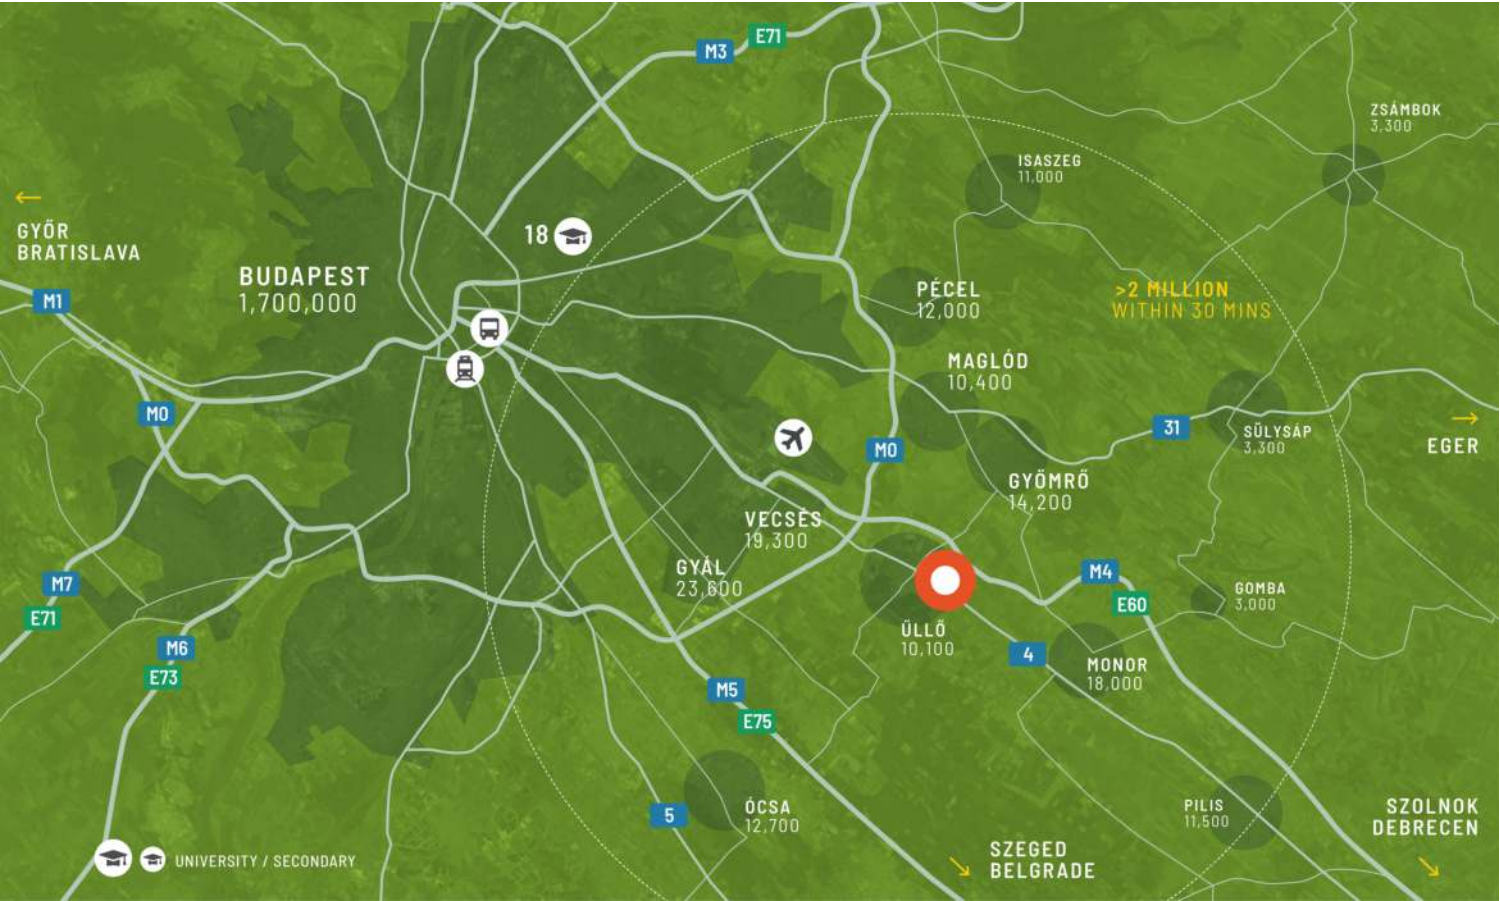 M3
E71
ZSÁMBOK
3,300
ISASZEG
11,000
GYŐR
BRATISLAVA
18
BUDAPEST
1,700,000
M1
PÉCEL
12,000
>2 MILLION
WITHIN 30 MINS
MAGLÓD
10,400
M0
31
SÜLYSÁP
3,300
EGER
M0
GYÖMRŐ
14,200
VECSÉS
19,300
GYÁL
23,600
M7
E71
M4
E60
GOMBA
3,000
ÜLLŐ
10,100
4
MONOR
18,000
M6
E73
M5
E75
5
ÓCSA
12,700
PILIS
11,500
SZOLNOK
DEBRECEN
SZEGED
BELGRADE
UNIVERSITY / SECONDARY